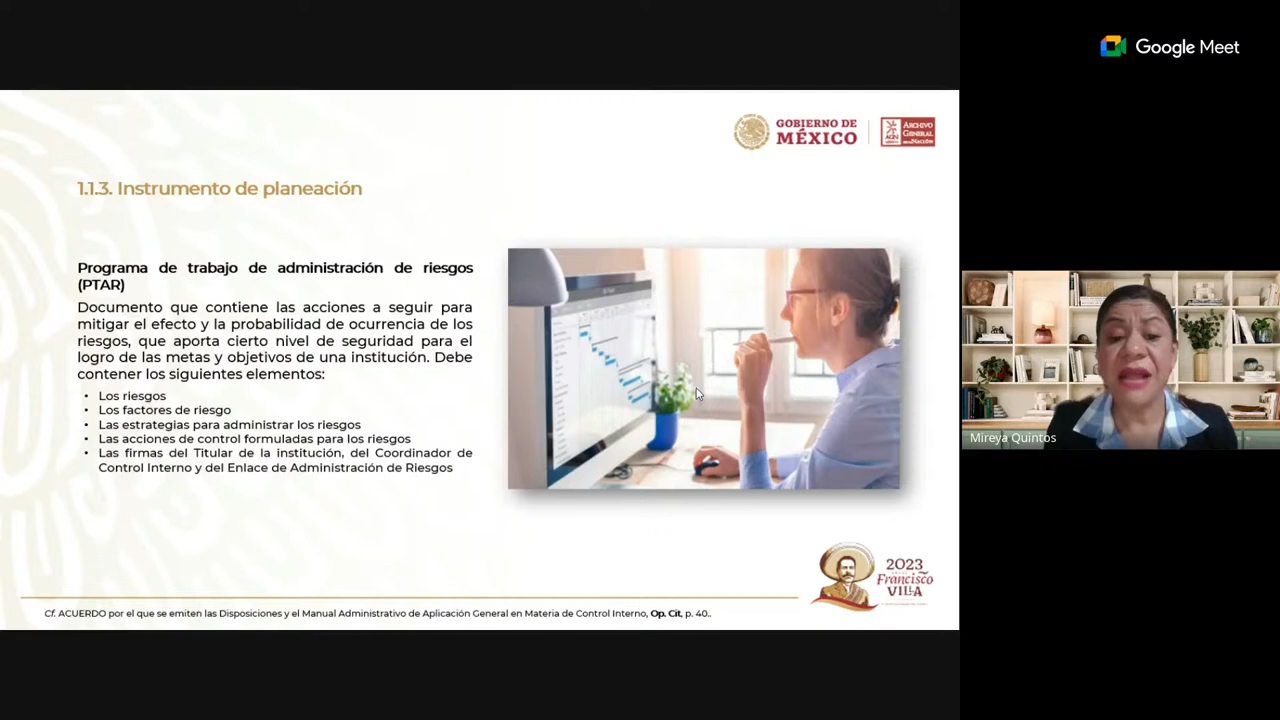 Google Meet
GOBIERNO DE
MÉXICO
ARCHIVO
GENERAL
DE LA NACIÓN
1.1.3. Instrumento de planeación
Programa de trabajo de administración de riesgos
(PTAR)
Documento que contiene las acciones a seguir para
mitigar el efecto y la probabilidad de ocurrencia de los
riesgos, que aporta cierto nivel de seguridad para el
logro de las metas y objetivos de una institución. Debe
contener los siguientes elementos:
• Los riesgos
• Los factores de riesgo
• Las estrategias para administrar los riesgos
• Las acciones de control formuladas para los riesgos
• Las firmas del Titular de la institución, del Coordinador de
Control Interno y del Enlace de Administración de Riesgos
Mireya Quintos
2023
Francisco
VILLA
Cf. ACUERDO por el que se emiten las Disposiciones y el Manual Administrativo de Aplicación General en Materia de Control Interno, Op. Cit, p. 40..